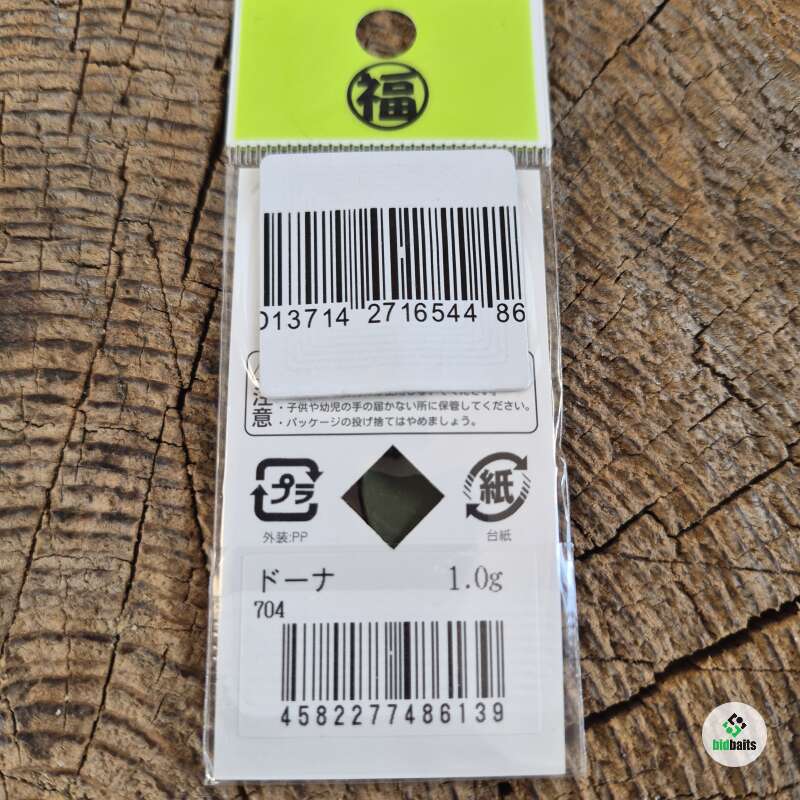 福
013714 2716544 86
注意
・子供や幼児の手の届かない所に保管してください。
・パッケージの投げ捨てはやめましょう。
プラ
紙
外装:PP
台紙
ドーナ 1.0g
704
4582277486139
bidbaits